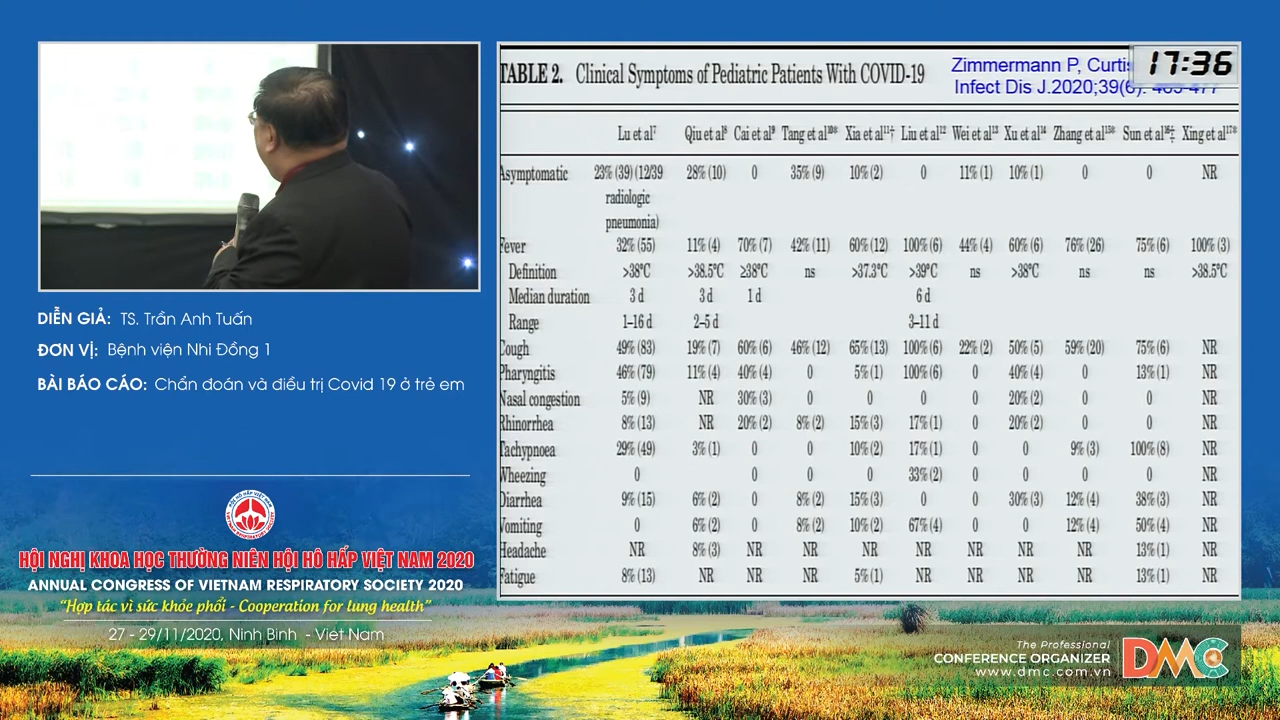 DIỄN GIẢ: TS. Trần Anh Tuấn
ĐƠN VỊ: Bệnh viện Nhi Đồng 1
BÀI BÁO CÁO: Chẩn đoán và điều trị Covid 19 ở trẻ em
HỘI NGHỊ KHOA HỌC THƯỜNG NIÊN HỘI HÔ HẤP VIỆT NAM 2020
ANNUAL CONGRESS OF VIETNAM RESPIRATORY SOCIETY 2020
“Hợp tác vì sức khỏe phổi - Cooperation for lung health”
27 - 29/11/2020, Ninh Bình - Việt Nam
TABLE 2. Clinical Symptoms of Pediatric Patients With COVID-19
Zimmermann P, Curtis
Infect Dis J.2020;39(6):
17:36
Lu et al⁷ Qiu et al⁸ Cai et al⁹ Tang et al¹⁰* Xia et al¹¹† Liu et al¹² Wei et al¹³ Xu et al¹⁴ Zhang et al¹⁵* Sun et al¹⁶‡ Xing et al¹⁷*
Asymptomatic 23% (39) (12/39 28% (10) 0 35% (9) 10% (2) 0 11% (1) 10% (1) 0 0 NR
radiologic
pneumonia)
Fever 32% (55) 11% (4) 70% (7) 42% (11) 60% (12) 100% (6) 44% (4) 60% (6) 76% (26) 75% (6) 100% (3)
Definition >38°C >38.5°C ≥38°C ns >37.3°C >39°C ns >38°C ns ns >38.5°C
Median duration 3 d 3 d 1 d 6 d
Range 1–16 d 2–5 d 3–11 d
Cough 49% (83) 19% (7) 60% (6) 46% (12) 65% (13) 100% (6) 22% (2) 50% (5) 59% (20) 75% (6) NR
Pharyngitis 46% (79) 11% (4) 40% (4) 0 5% (1) 100% (6) 0 40% (4) 0 13% (1) NR
Nasal congestion 5% (9) NR 30% (3) 0 0 0 0 20% (2) 0 0 NR
Rhinorrhea 8% (13) NR 20% (2) 8% (2) 15% (3) 17% (1) 0 20% (2) 0 0 NR
Tachypnoea 29% (49) 3% (1) 0 0 10% (2) 17% (1) 0 0 9% (3) 100% (8) NR
Wheezing 0 0 0 0 0 33% (2) 0 0 0 0 NR
Diarrhea 9% (15) 6% (2) 0 8% (2) 15% (3) 0 0 30% (3) 12% (4) 38% (3) NR
Vomiting 0 6% (2) 0 8% (2) 10% (2) 67% (4) 0 0 12% (4) 50% (4) NR
Headache NR 8% (3) NR NR NR NR NR NR NR 13% (1) NR
Fatigue 8% (13) NR NR NR 5% (1) NR NR NR NR 13% (1) NR
The Professional
CONFERENCE ORGANIZER
www.dmc.com.vn
DMC